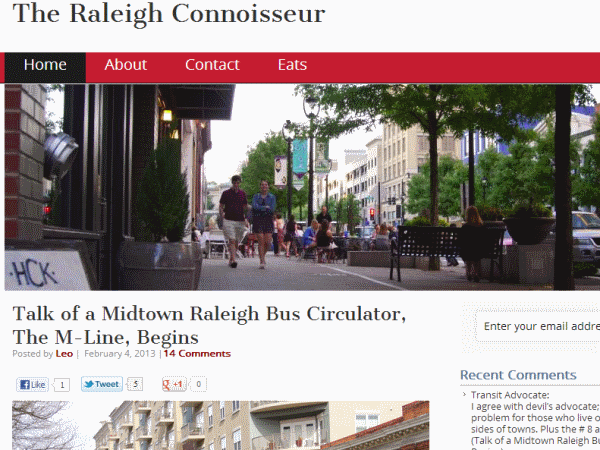 The Raleigh Connoisseur
Home About Contact Eats
HCK.
Talk of a Midtown Raleigh Bus Circulator,
The M-Line, Begins
Posted by Leo | February 4, 2013 | 14 Comments
Like 1 Tweet 5 +1 0
Enter your email addre
Recent Comments
Transit Advocate:
I agree with devil's advocate;
problem for those who live o
sides of towns. Plus the # 8 a
(Talk of a Midtown Raleigh Bu